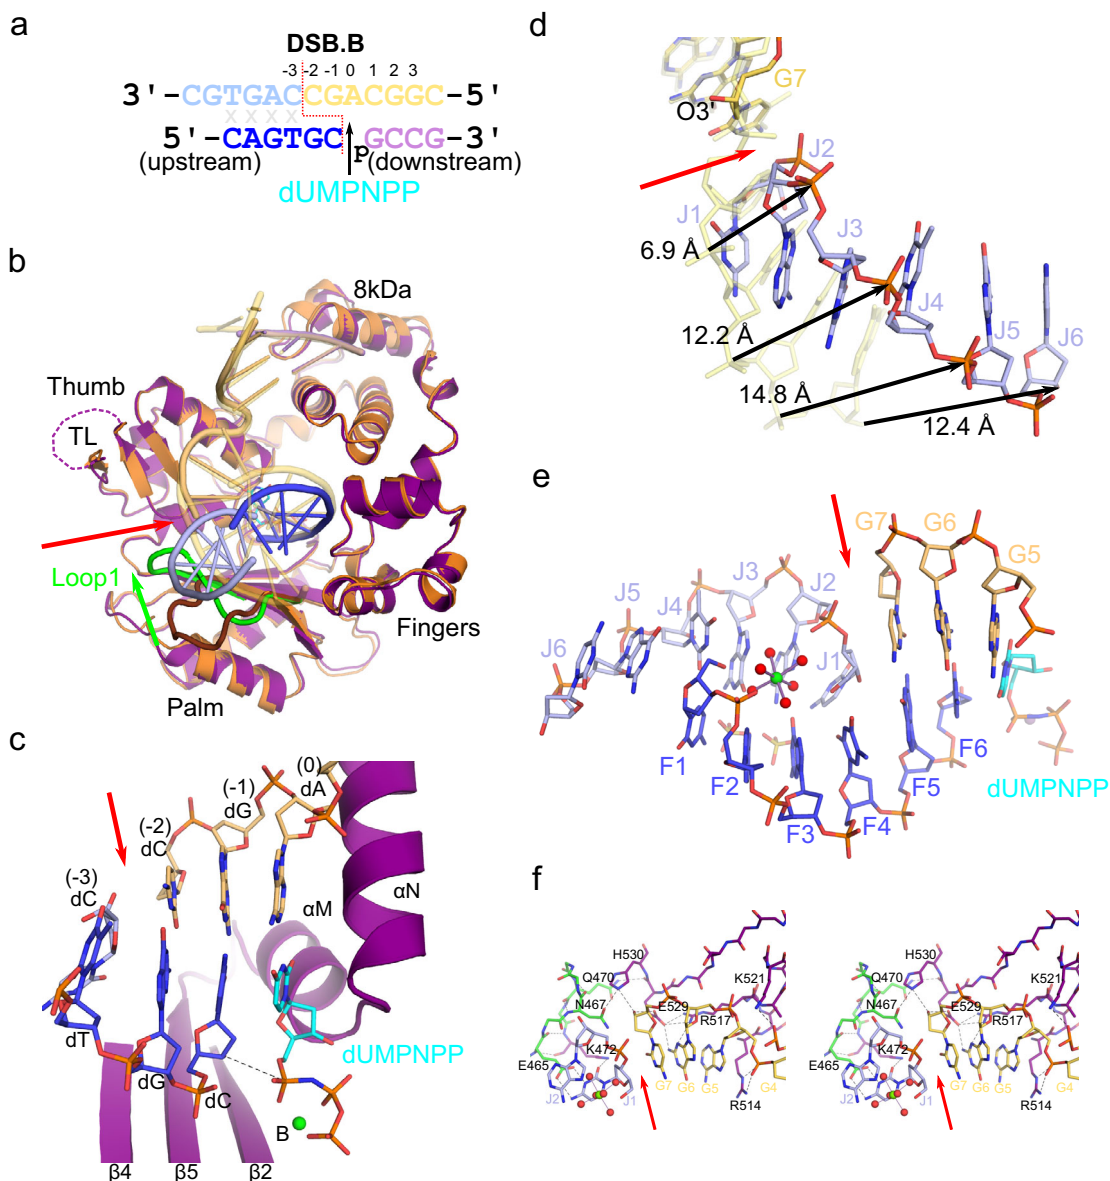 a
DSB.B
-3 -2 -1 0 1 2 3
3'-CGTGACCGACGGC-5'
x x x x
5'-CAGTGC GCCG-3'
(upstream) p (downstream)
dUMPNPP
b
8kDa
Thumb
TL
Loop1
Fingers
Palm
c
(0)
dA
(-1)
dG
(-2)
dC
(-3)
dC
αM
αN
dT
dG
dC
dUMPNPP
B
β4 β5 β2
d
G7
O3'
J2
J1
J3
6.9 Å
J4
12.2 Å
J5
J6
14.8 Å
12.4 Å
e
G7 G6 G5
J3 J2
J5 J4
J6
J1
F1
F2
F3
F4
F5
F6
dUMPNPP
f
H530
Q470
K521
N467
E529
R517
K472
E465
G7 G6 G5 G4
J2 J1
R514
H530
Q470
K521
N467
E529
R517
K472
E465
G7 G6 G5 G4
J2 J1
R514